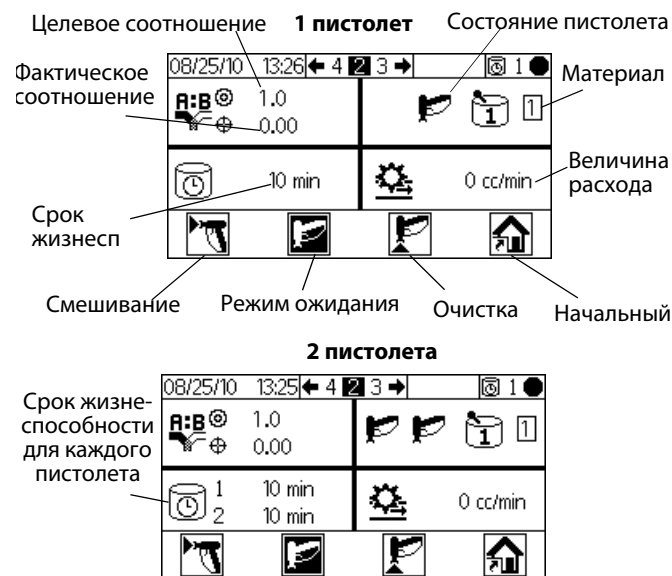 Целевое соотношение 1 пистолет Состояние пистолета
08/25/10 13:26 4 2 3 1
Фактическое
соотношение
A:B 1.0
0.00
1 1
Материал
10 min
0 cc/min
Величина
расхода
Срок
жизнесп
Смешивание Режим ожидания Очистка Начальный
2 пистолета
08/25/10 13:25 4 2 3 1
Срок жизне-
способности
для каждого
пистолета
A:B 1.0
0.00
1 1
1 10 min
2 10 min
0 cc/min